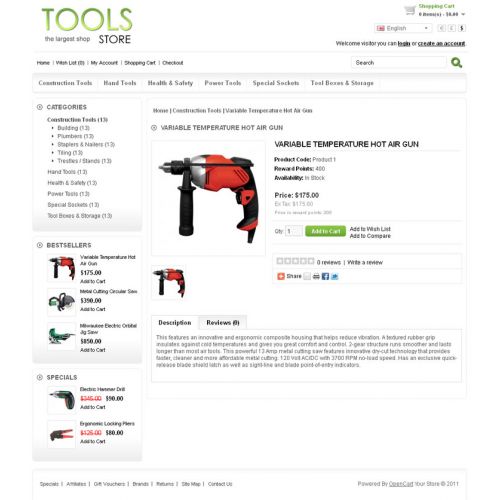 TOOLS
the largest shop STORE
Shopping Cart
0 item(s) - $0.00
English
€ £ $
Welcome visitor you can login or create an account.
Home | Wish List (0) | My Account | Shopping Cart | Checkout
Search
Construction Tools Hand Tools Health & Safety Power Tools Special Sockets Tool Boxes & Storage
CATEGORIES
Construction Tools (13)
Building (13)
Plumbers (13)
Staplers & Nailers (13)
Tiling (13)
Trestles / Stands (13)
Hand Tools (13)
Health & Safety (13)
Power Tools (13)
Special Sockets (13)
Tool Boxes & Storage (13)
BESTSELLERS
Variable Temperature Hot Air Gun
$175.00
Add to Cart
Metal Cutting Circular Saw
$390.00
Add to Cart
Milwaukee Electric Orbital Jig Saw
$850.00
Add to Cart
SPECIALS
Electric Hammer Drill
$345.00 $90.00
Add to Cart
Ergonomic Locking Pliers
$125.00 $80.00
Add to Cart
Home | Construction Tools | Variable Temperature Hot Air Gun
VARIABLE TEMPERATURE HOT AIR GUN
VARIABLE TEMPERATURE HOT AIR GUN
Product Code: Product 1
Reward Points: 400
Availability: In Stock
Price: $175.00
Ex Tax: $175.00
Price in reward points: 300
Qty: 1 Add to Cart
Add to Wish List
Add to Compare
0 reviews | Write a review
Share
Description Reviews (0)
This features an innovative and ergonomic composite housing that helps reduce vibration. A textured rubber grip
insulates against cold temperatures and gives you great comfort and control. 2-gear structure runs smoother and lasts
longer than most air tools. This powerful 13 Amp metal cutting saw features innovative dry-cut technology that provides
faster, cleaner and more affordable metal cutting. 120 Volt AC/DC with 3700 RPM no-load speed. Has an exclusive quick-
release blade shield latch as well as sight-line and blade point-of-entry indicators.
Specials | Affiliates | Gift Vouchers | Brands | Returns | Site Map | Contact Us
Powered By OpenCart Your Store © 2011